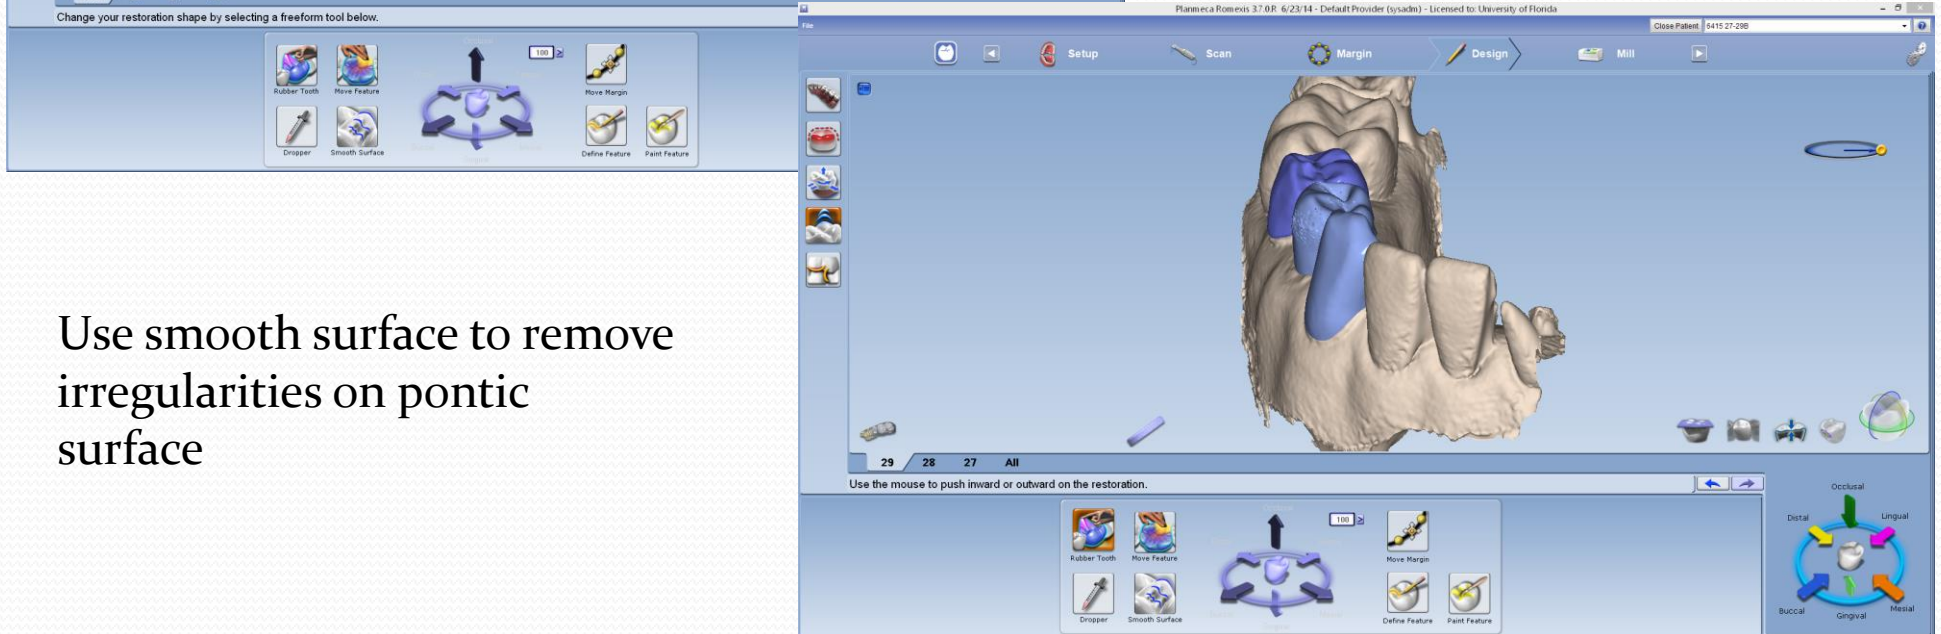 Change your restoration shape by selecting a freeform tool below.
100
Rubber Tooth
Move Feature
Move Margin
Dropper
Smooth Surface
Define Feature
Paint Feature
Use smooth surface to remove
irregularities on pontic
surface
Planmeca Romexis 3.7.0.R 6/23/14 - Default Provider (sysadm) - Licensed to: University of Florida
File
Close Patient
6415 27-29B
Setup
Scan
Margin
Design
Mill
29
28
27
All
Use the mouse to push inward or outward on the restoration.
100
Rubber Tooth
Move Feature
Move Margin
Dropper
Smooth Surface
Define Feature
Paint Feature
Occlusal
Distal
Lingual
Buccal
Mesial
Gingival